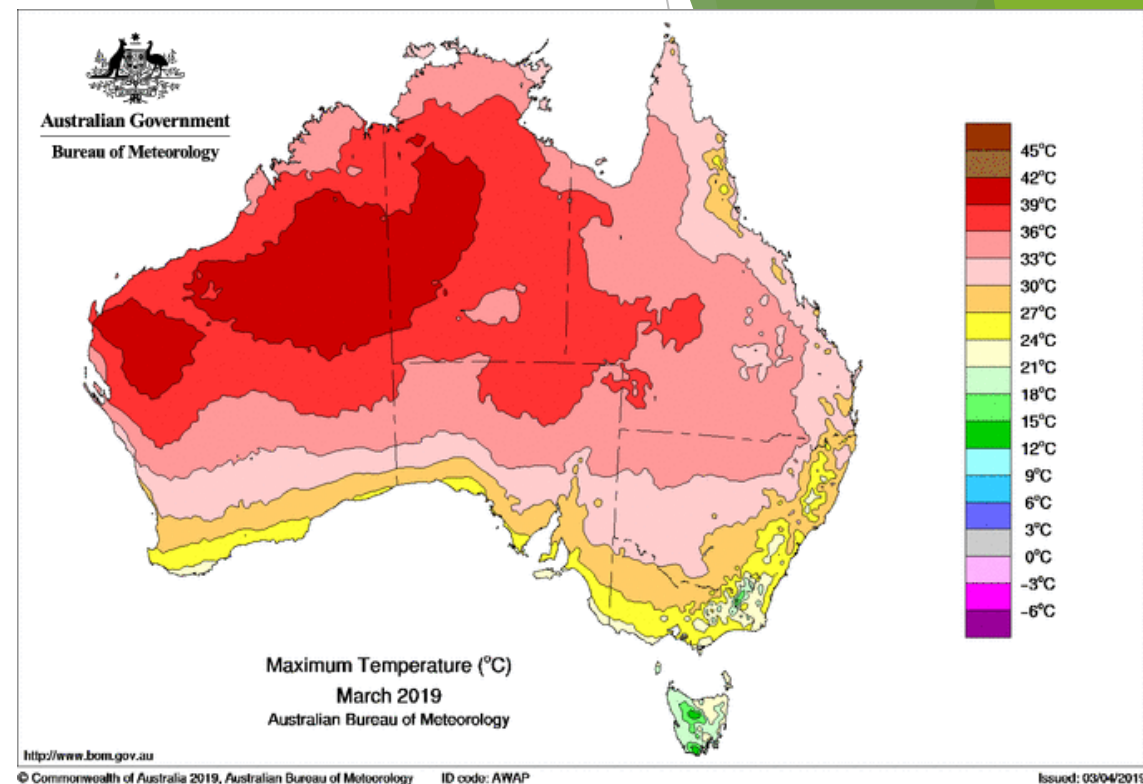 Australian Government
Bureau of Meteorology
45°C
42°C
39°C
36°C
33°C
30°C
27°C
24°C
21°C
18°C
15°C
12°C
9°C
6°C
3°C
0°C
-3°C
-6°C
Maximum Temperature (°C)
March 2019
Australian Bureau of Meteorology
http://www.bom.gov.au
© Commonwealth of Australia 2019, Australian Bureau of Meteorology ID code: AWAP Issued: 03/04/2019